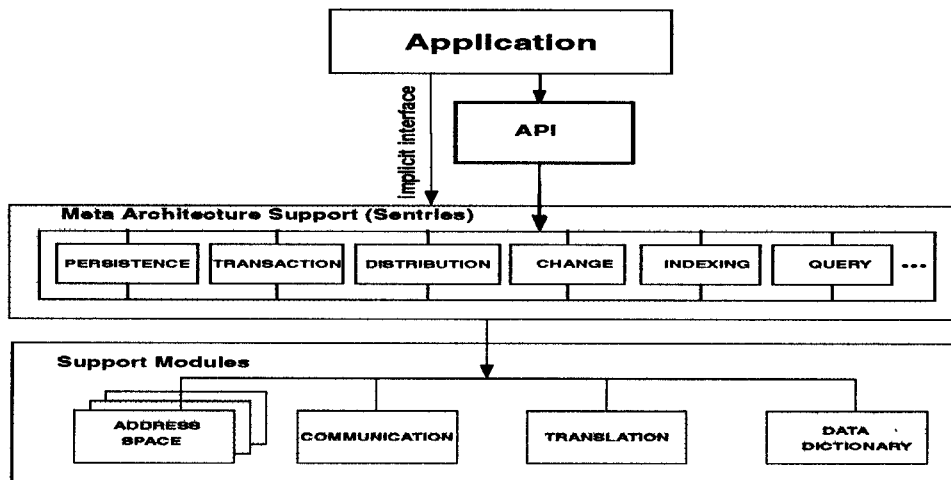 Application
API
Implicit interface
Meta Architecture Support (Sentries)
PERSISTENCE TRANSACTION DISTRIBUTION CHANGE INDEXING QUERY ...
Support Modules
ADDRESS
SPACE
COMMUNICATION
TRANSLATION
DATA
DICTIONARY